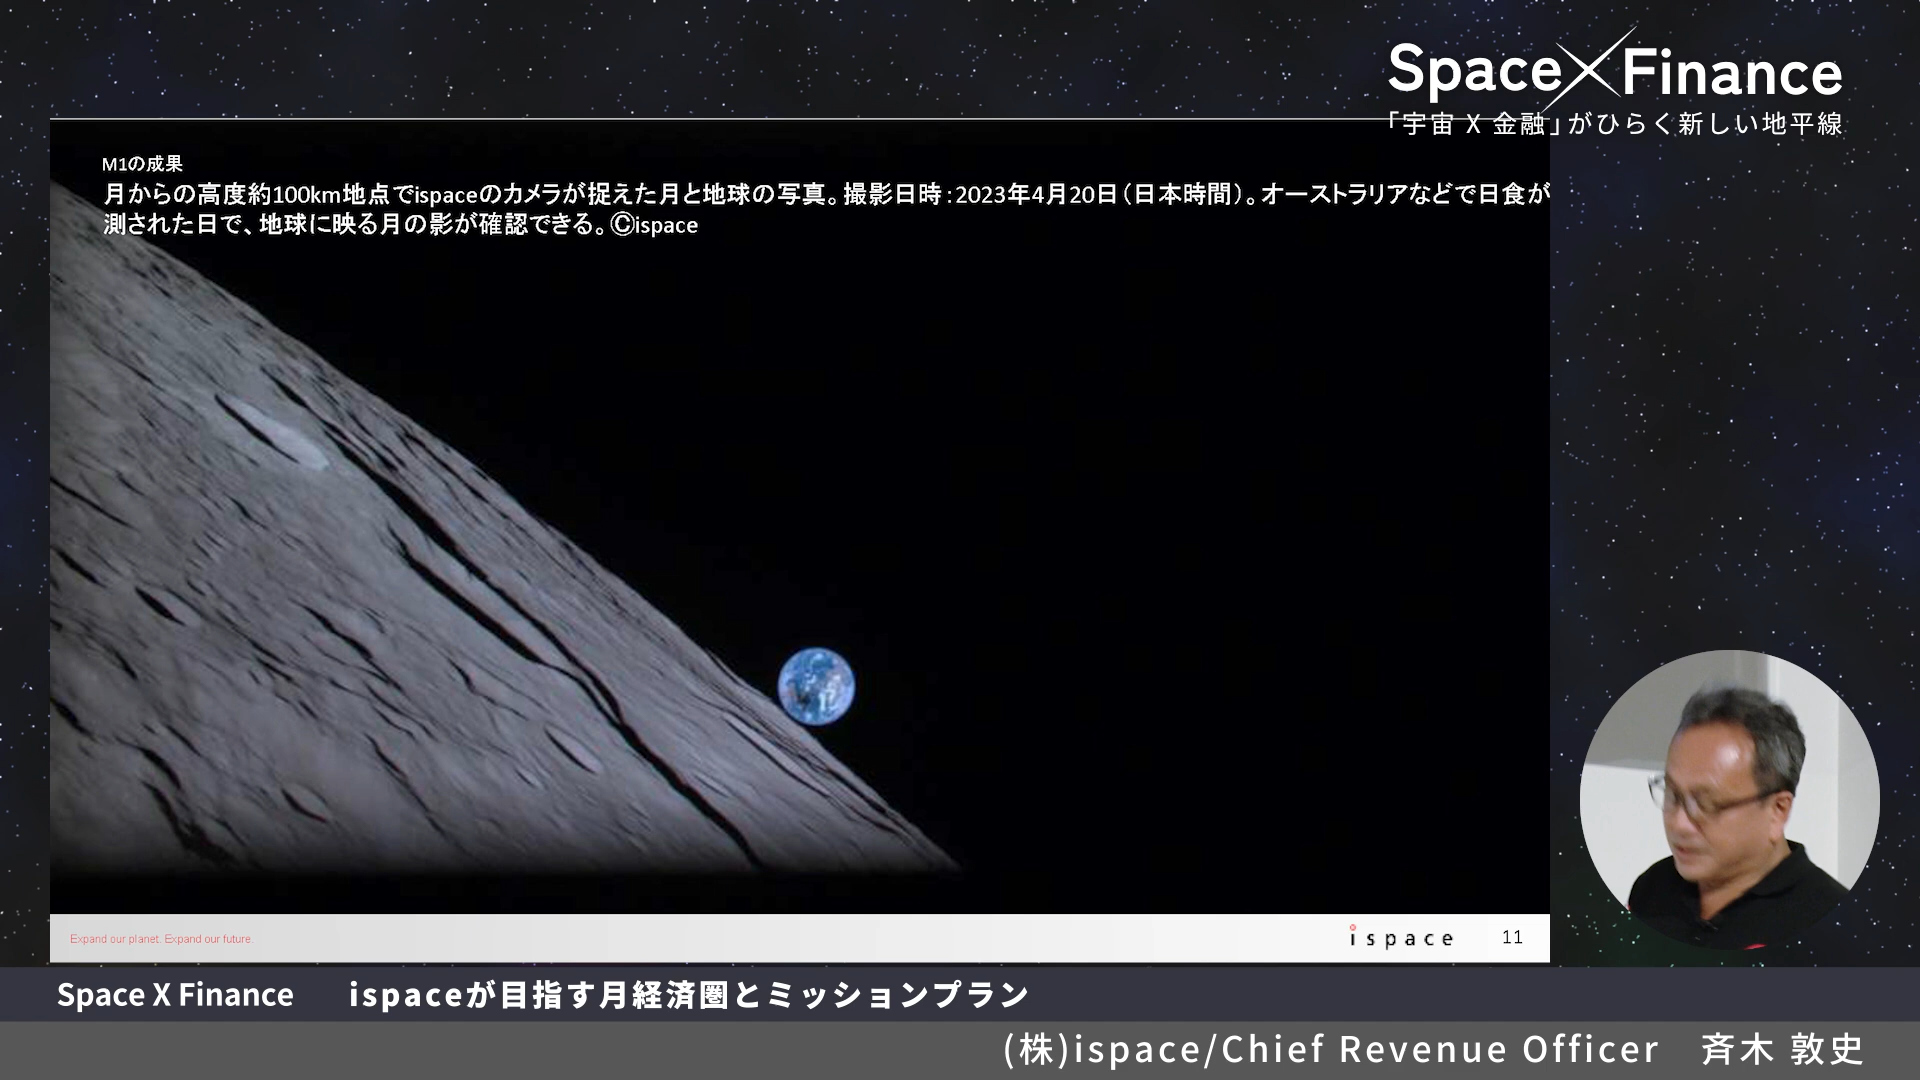 Space X Finance
「宇宙 X 金融」がひらく新しい地平線
M1の成果
月からの高度約100km地点でispaceのカメラが捉えた月と地球の写真。撮影日時：2023年4月20日（日本時間）。オーストラリアなどで日食が
測された日で、地球に映る月の影が確認できる。Ⓒispace
Expand our planet. Expand our future.
ispace 11
Space X Finance ispaceが目指す月経済圏とミッションプラン
(株)ispace/Chief Revenue Officer 斉木 敦史